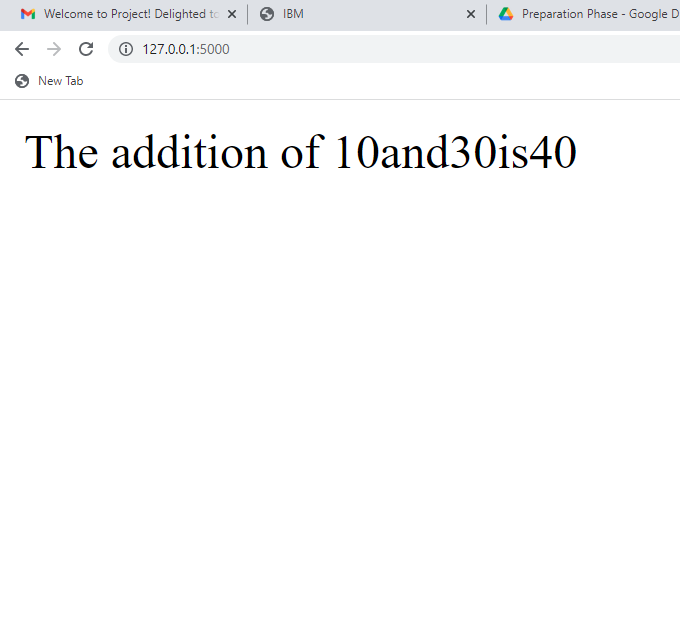 Welcome to Project! Delighted to
IBM
Preparation Phase - Google D
127.0.0.1:5000
New Tab
The addition of 10and30is40